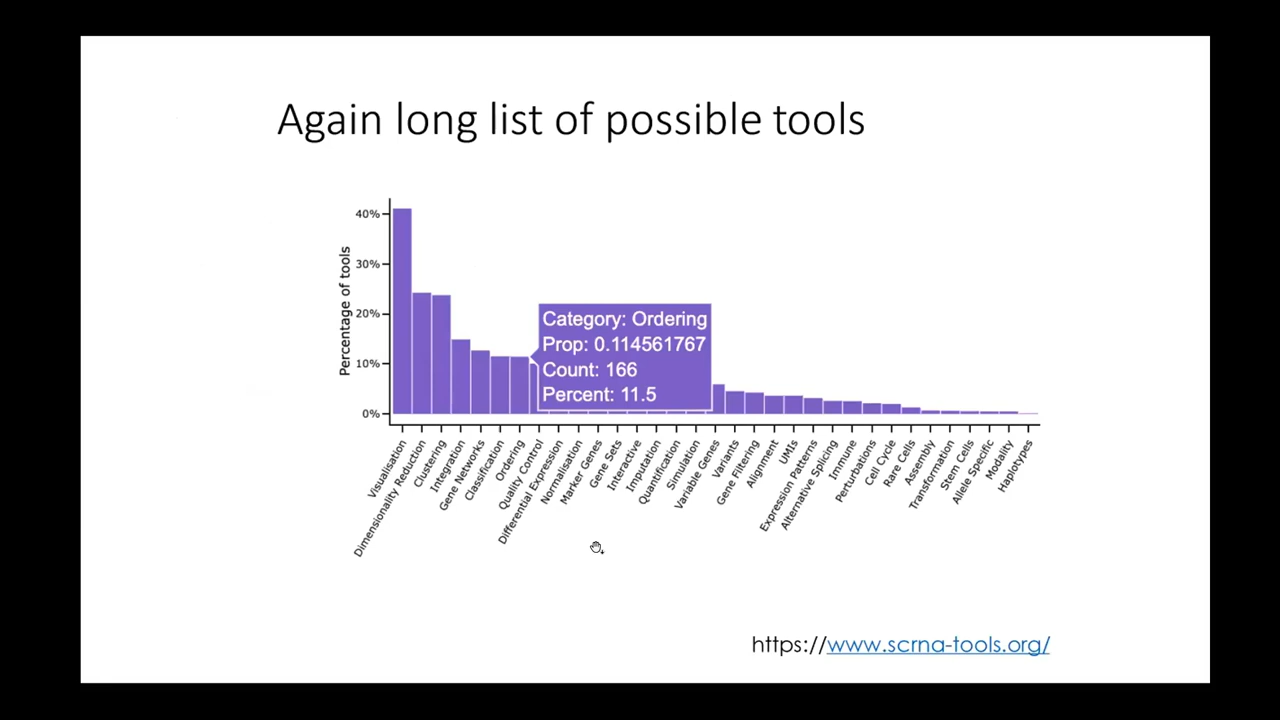 Again long list of possible tools
Percentage of tools
40%
30%
20%
10%
0%
Category: Ordering
Prop: 0.114561767
Count: 166
Percent: 11.5
Visualisation
Dimensionality Reduction
Clustering
Integration
Gene Networks
Classification
Ordering
Quality Control
Differential Expression
Normalisation
Marker Genes
Gene Sets
Interactive
Imputation
Quantification
Simulation
Variable Genes
Variants
Gene Filtering
Alignment
UMIs
Expression Patterns
Alternative Splicing
Immune
Perturbations
Cell Cycle
Rare Cells
Assembly
Transformation
Stem Cells
Allele Specific
Modality
Haplotypes
https://www.scrna-tools.org/